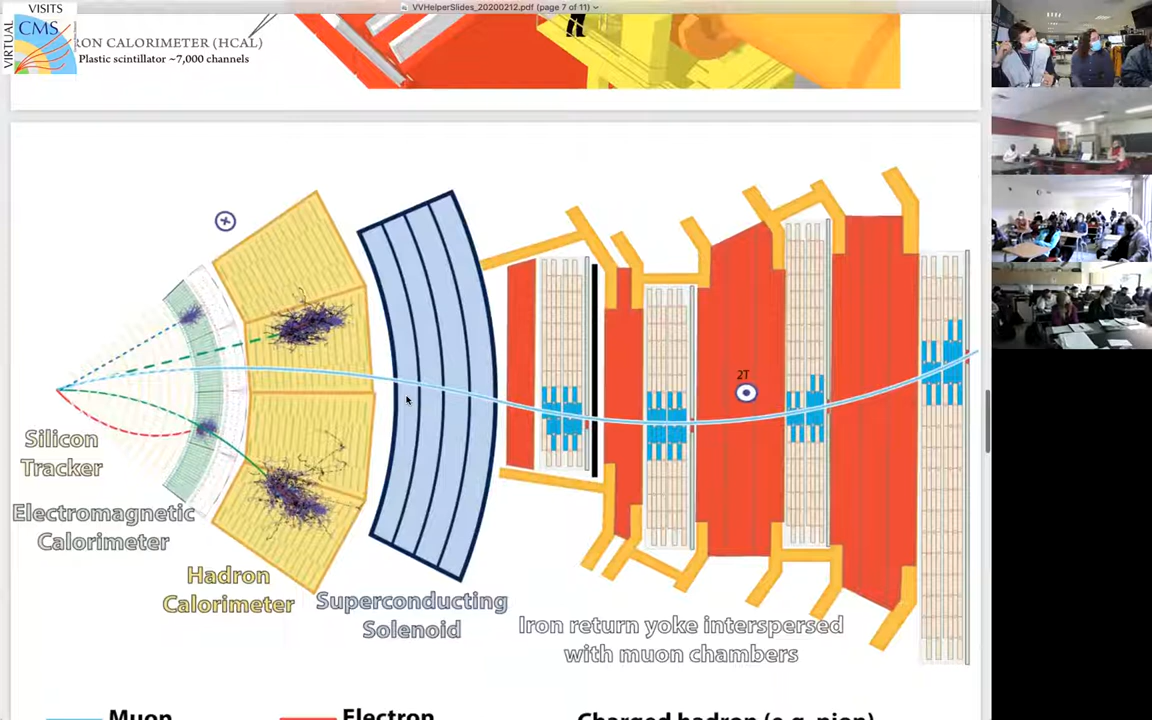 VVHelperSlides_20200212.pdf (page 7 of 11)
VISITS
VIRTUAL
CMS
RON CALORIMETER (HCAL)
Plastic scintillator ~7,000 channels
2T
Silicon
Tracker
Electromagnetic
Calorimeter
Hadron
Calorimeter
Superconducting
Solenoid
Iron return yoke interspersed
with muon chambers
Muon
Electron
Charged hadron (e.g. pion)